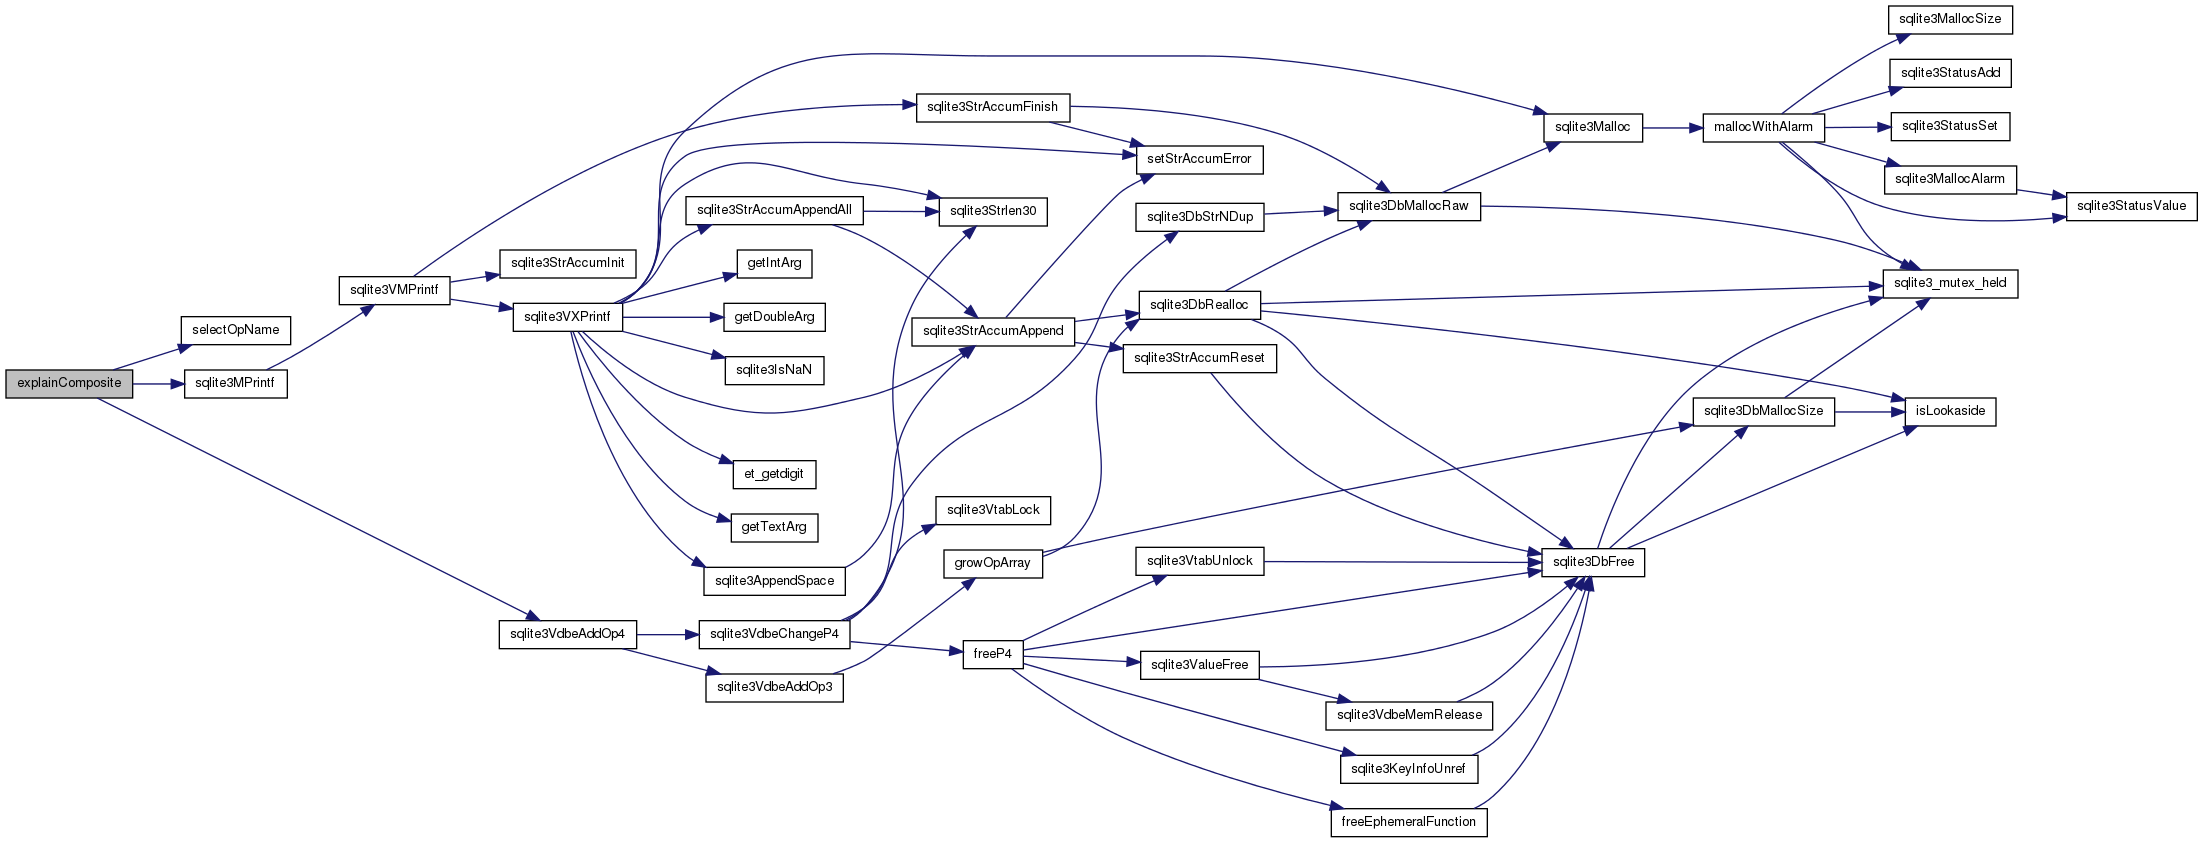 explainComposite
selectOpName
sqlite3MPrintf
sqlite3VMPrintf
sqlite3StrAccumInit
sqlite3VXPrintf
sqlite3VdbeAddOp4
sqlite3StrAccumAppendAll
getIntArg
getDoubleArg
sqlite3IsNaN
et_getdigit
getTextArg
sqlite3AppendSpace
sqlite3VdbeChangeP4
sqlite3VdbeAddOp3
sqlite3StrAccumFinish
sqlite3Strlen30
sqlite3StrAccumAppend
sqlite3VtabLock
growOpArray
freeP4
setStrAccumError
sqlite3DbStrNDup
sqlite3DbRealloc
sqlite3StrAccumReset
sqlite3VtabUnlock
sqlite3ValueFree
sqlite3DbMallocRaw
sqlite3VdbeMemRelease
sqlite3KeyInfoUnref
freeEphemeralFunction
sqlite3Malloc
sqlite3DbFree
mallocWithAlarm
sqlite3DbMallocSize
sqlite3MallocSize
sqlite3StatusAdd
sqlite3StatusSet
sqlite3MallocAlarm
sqlite3_mutex_held
isLookaside
sqlite3StatusValue